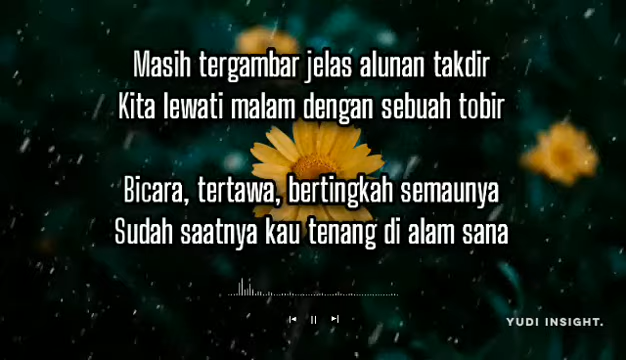 Masih tergambar jelas alunan takdir
Kita lewati malam dengan sebuah tobir
Bicara, tertawa, bertingkah semaunya
Sudah saatnya kau tenang di alam sana
YUDI INSIGHT.